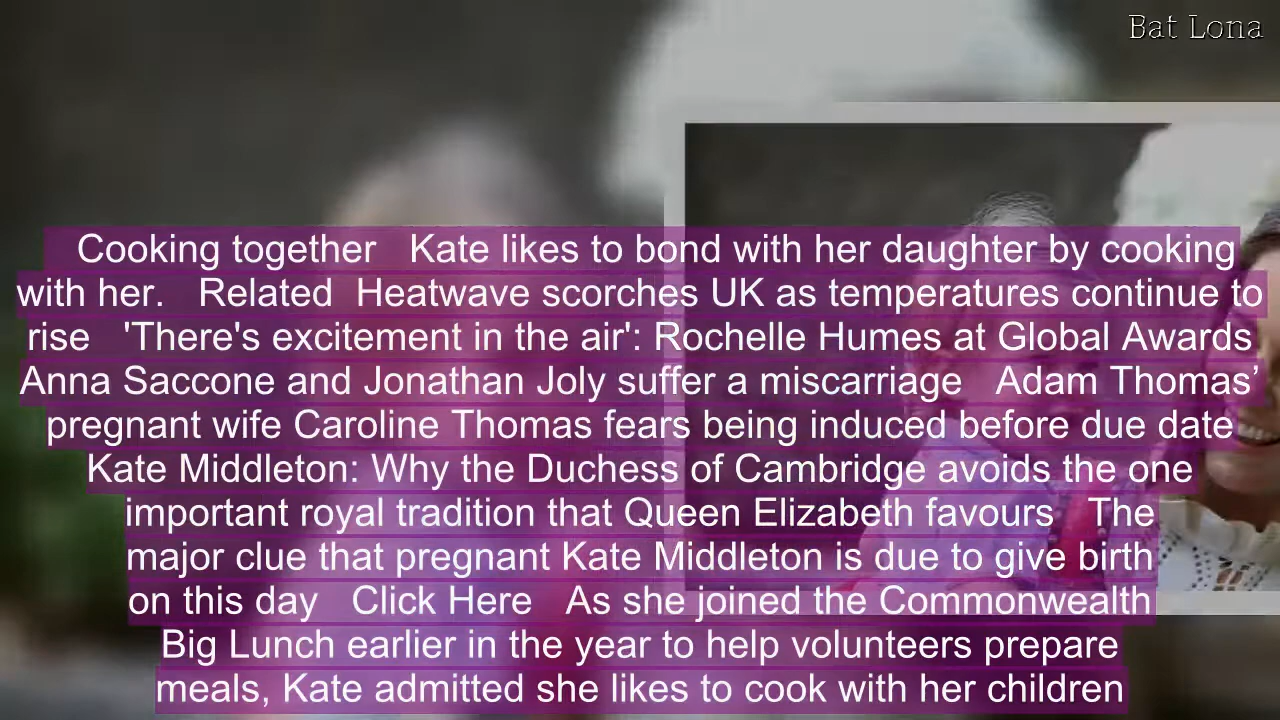 Bat Lona
Cooking together   Kate likes to bond with her daughter by cooking
with her.   Related  Heatwave scorches UK as temperatures continue to
rise   'There's excitement in the air': Rochelle Humes at Global Awards
Anna Saccone and Jonathan Joly suffer a miscarriage   Adam Thomas’
pregnant wife Caroline Thomas fears being induced before due date
Kate Middleton: Why the Duchess of Cambridge avoids the one
important royal tradition that Queen Elizabeth favours   The
major clue that pregnant Kate Middleton is due to give birth
on this day   Click Here   As she joined the Commonwealth
Big Lunch earlier in the year to help volunteers prepare
meals, Kate admitted she likes to cook with her children